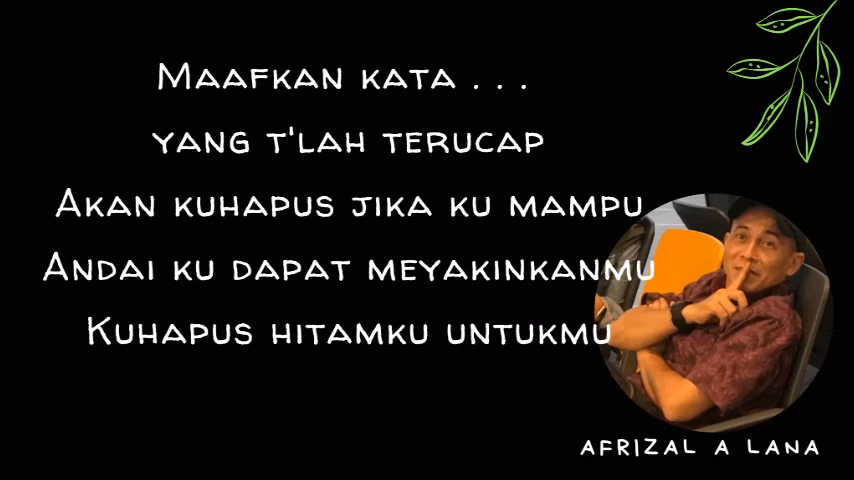 Maafkan kata . . .
yang t'lah terucap
Akan kuhapus jika ku mampu
Andai ku dapat meyakinkanmu
Kuhapus hitamku untukmu
afrizal a lana